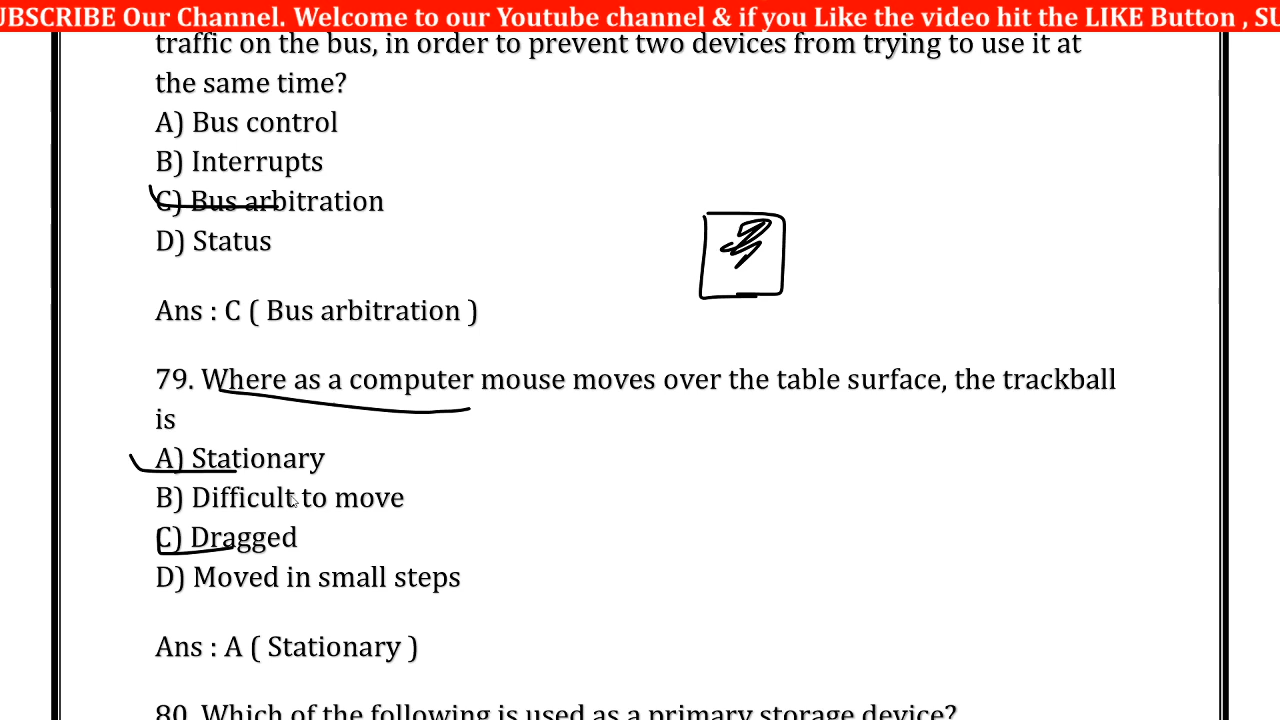 UBSCRIBE Our Channel. Welcome to our Youtube channel & if you Like the video hit the LIKE Button , SU
traffic on the bus, in order to prevent two devices from trying to use it at
the same time?
A) Bus control
B) Interrupts
C) Bus arbitration
D) Status
Ans : C ( Bus arbitration )
79. Where as a computer mouse moves over the table surface, the trackball
is
A) Stationary
B) Difficult to move
C) Dragged
D) Moved in small steps
Ans : A ( Stationary )
80. Which of the following is used as a primary storage device?